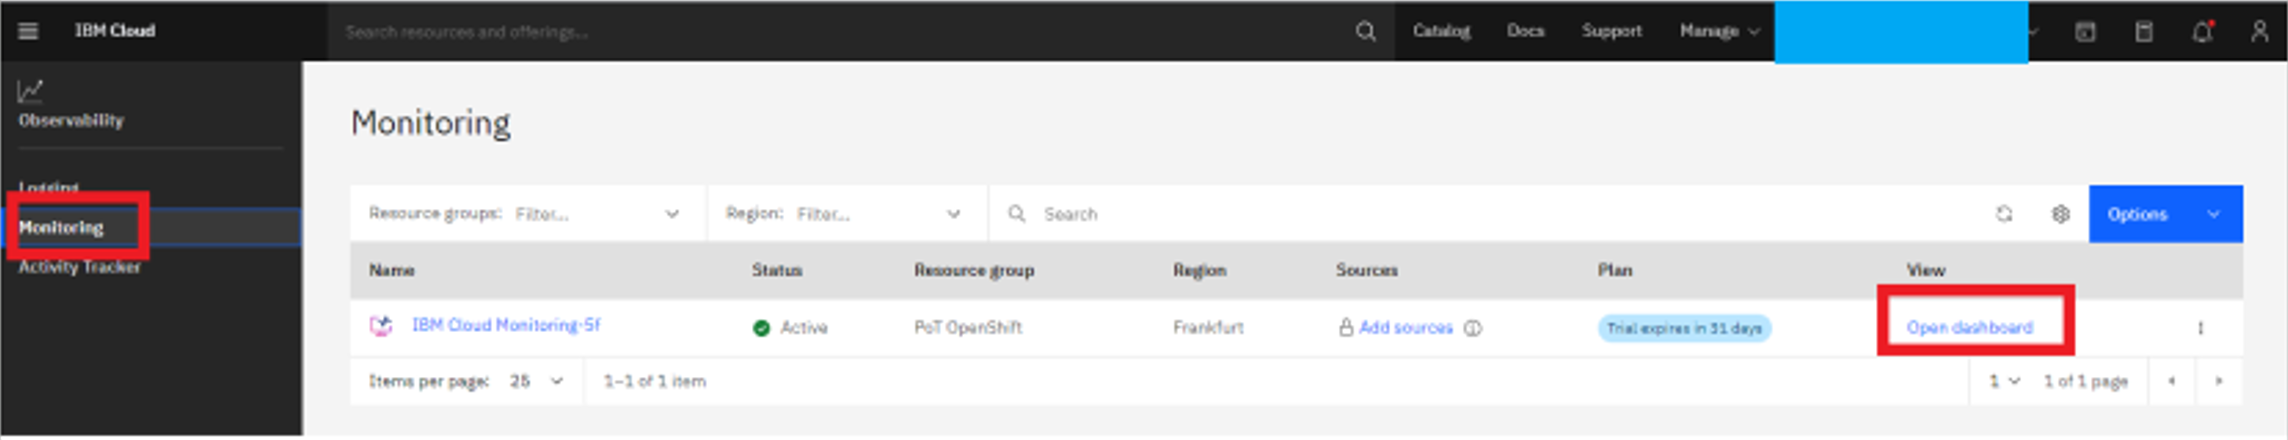 IBM Cloud
Search resources and offerings...
Catalog
Docs
Support
Manage
Observability
Logging
Monitoring
Activity Tracker
Monitoring
Resource groups: Filter...
Region: Filter...
Search
Options
Name Status Resource group Region Sources Plan View
IBM Cloud Monitoring-5f Active PoT OpenShift Frankfurt Add sources Trial expires in 31 days Open dashboard
Items per page: 25 1–1 of 1 item 1 1 of 1 page